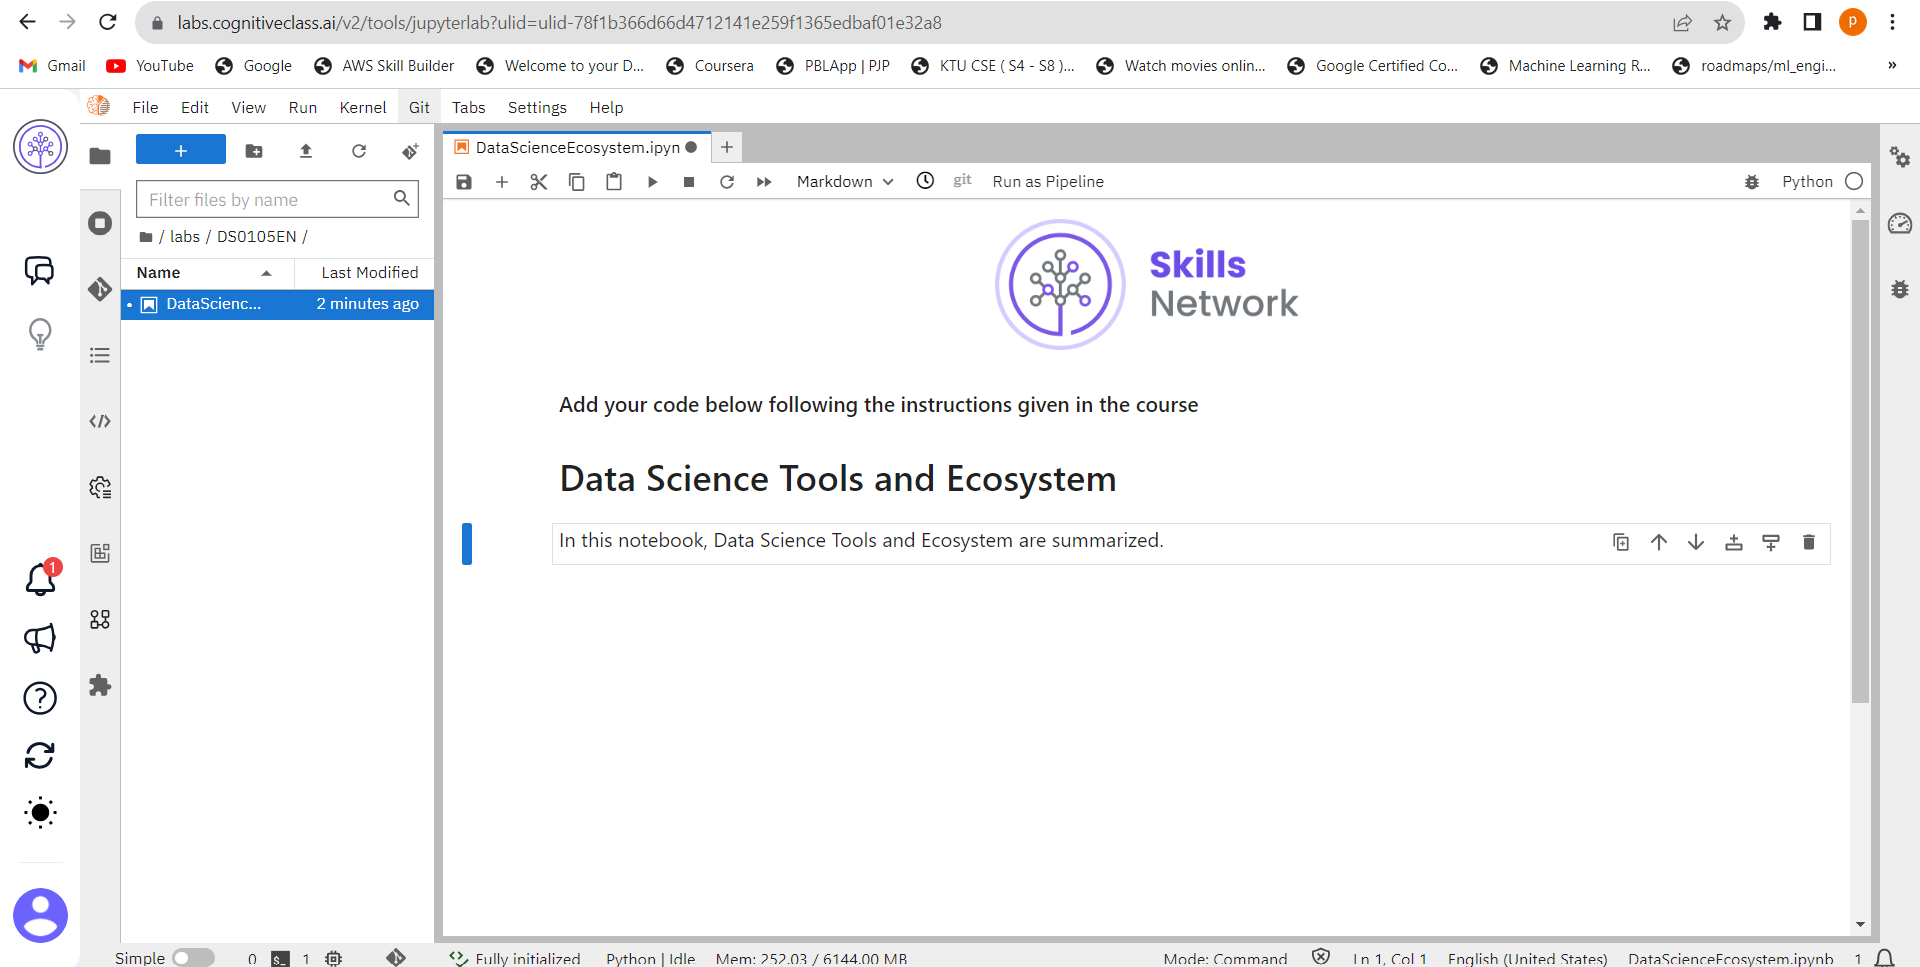 labs.cognitiveclass.ai/v2/tools/jupyterlab?ulid=ulid-78f1b366d66d4712141e259f1365edbaf01e32a8
p
Gmail YouTube Google AWS Skill Builder Welcome to your D... Coursera PBLApp | PJP KTU CSE ( S4 - S8 )... Watch movies onlin... Google Certified Co... Machine Learning R... roadmaps/ml_engi... »
File Edit View Run Kernel Git Tabs Settings Help
+
DataScienceEcosystem.ipyn
+
Markdown git Run as Pipeline Python
Filter files by name
/ labs / DS0105EN /
Name Last Modified
DataScienc... 2 minutes ago
Skills
Network
Add your code below following the instructions given in the course
Data Science Tools and Ecosystem
In this notebook, Data Science Tools and Ecosystem are summarized.
1
Simple 0 $_ 1 Fully initialized Python | Idle Mem: 252.03 / 6144.00 MB Mode: Command Ln 1, Col 1 English (United States) DataScienceEcosystem.ipynb 1